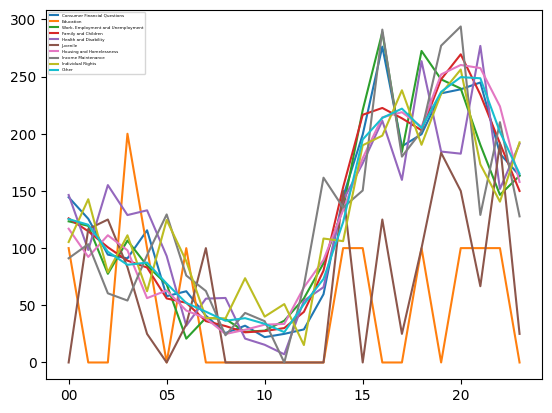 Consumer Financial Questions
Education
Work, Employment and Unemployment
Family and Children
Health and Disability
Juvenile
Housing and Homelessness
Income Maintenance
Individual Rights
Other
300
250
200
150
100
50
0
00 05 10 15 20